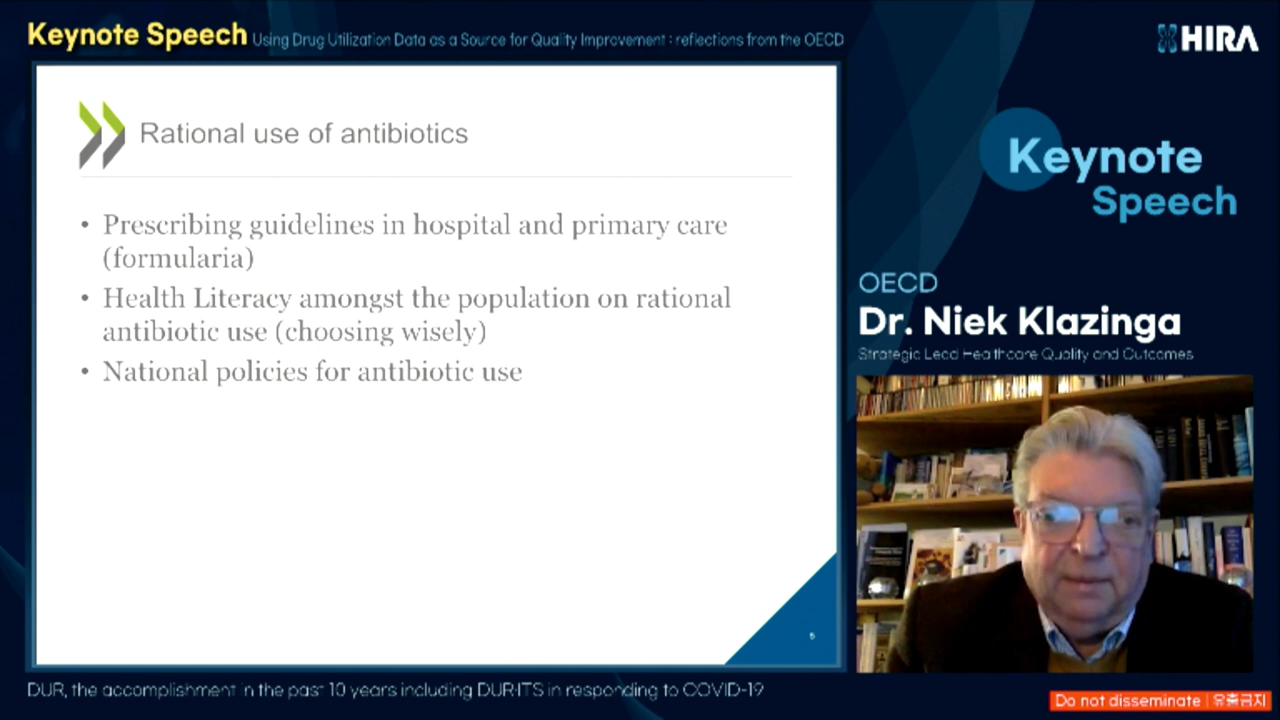 Keynote Speech Using Drug Utilization Data as a Source for Quality Improvement : reflections from the OECD
HIRA
Rational use of antibiotics
• Prescribing guidelines in hospital and primary care
(formularia)
• Health Literacy amongst the population on rational
antibiotic use (choosing wisely)
• National policies for antibiotic use
5
Keynote
Speech
OECD
Dr. Niek Klazinga
Strategic Lead Healthcare Quality and Outcomes
DUR, the accomplishment in the past 10 years including DUR·ITS in responding to COVID-19
Do not disseminate | 유출금지